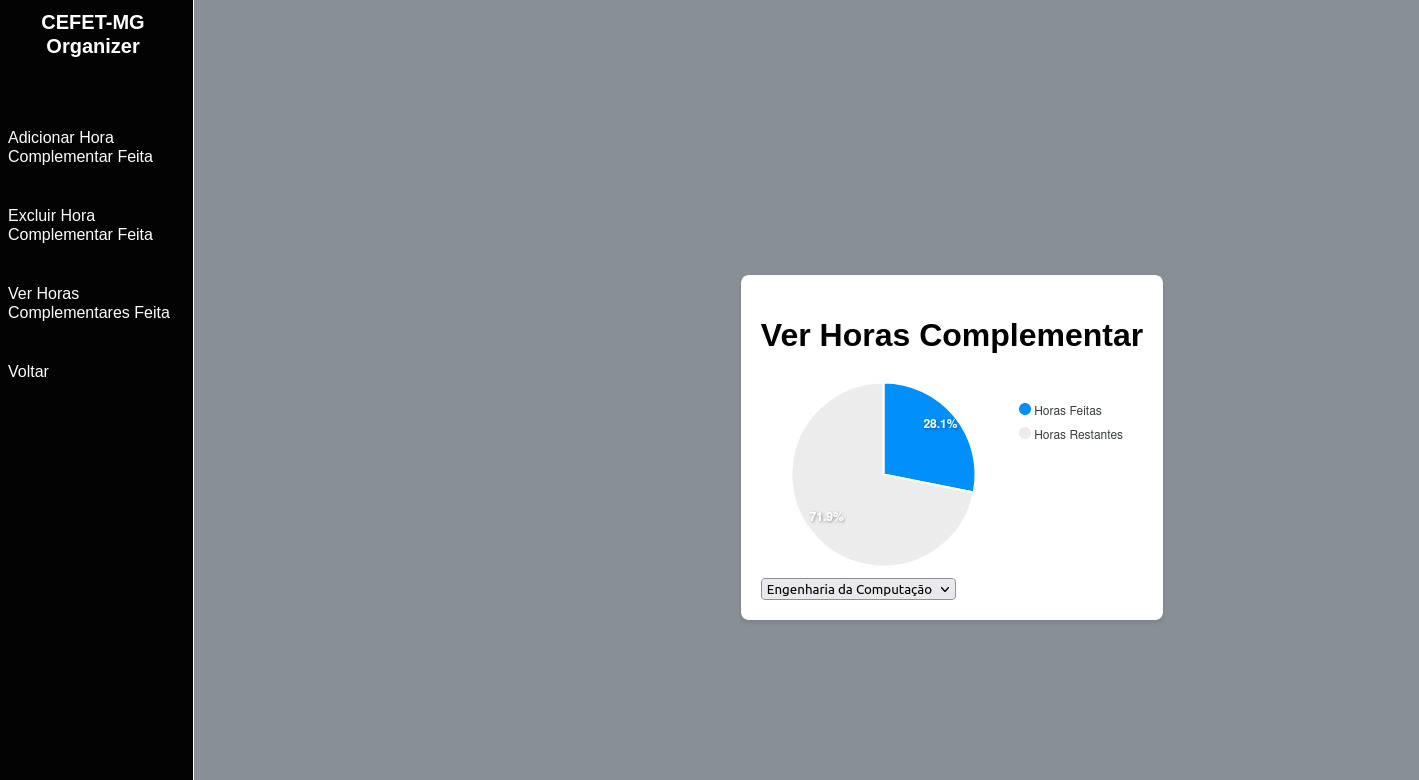 CEFET-MG
Organizer
Adicionar Hora
Complementar Feita
Excluir Hora
Complementar Feita
Ver Horas
Complementares Feita
Voltar
Ver Horas Complementar
28.1%
71.9%
Horas Feitas
Horas Restantes
Engenharia da Computação